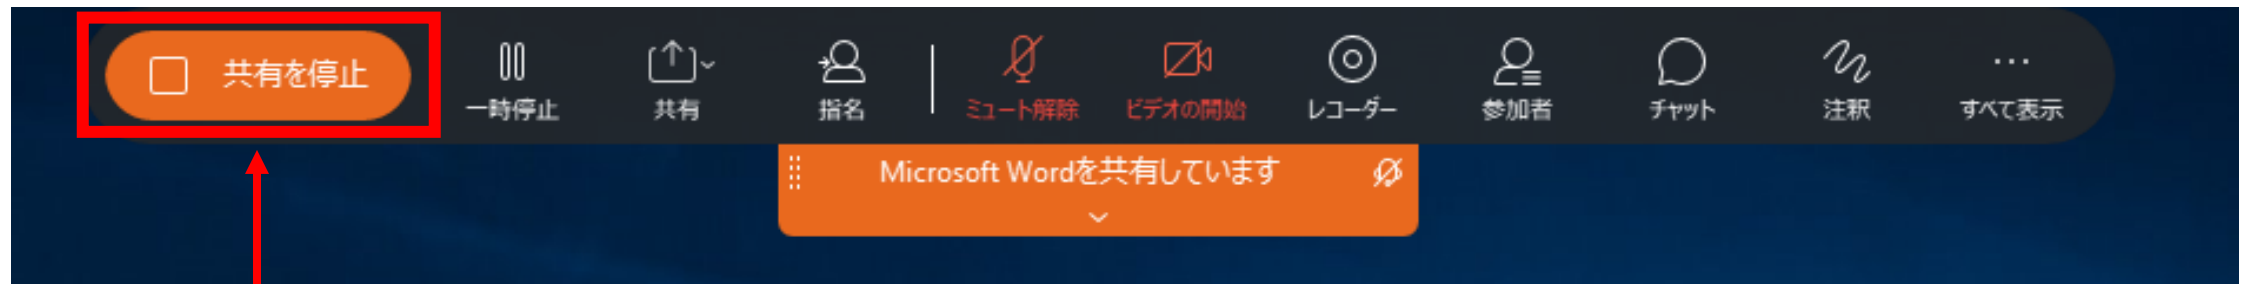 共有を停止
一時停止
共有
指名
ミュート解除
ビデオの開始
レコーダー
参加者
チャット
注釈
すべて表示
Microsoft Wordを共有しています